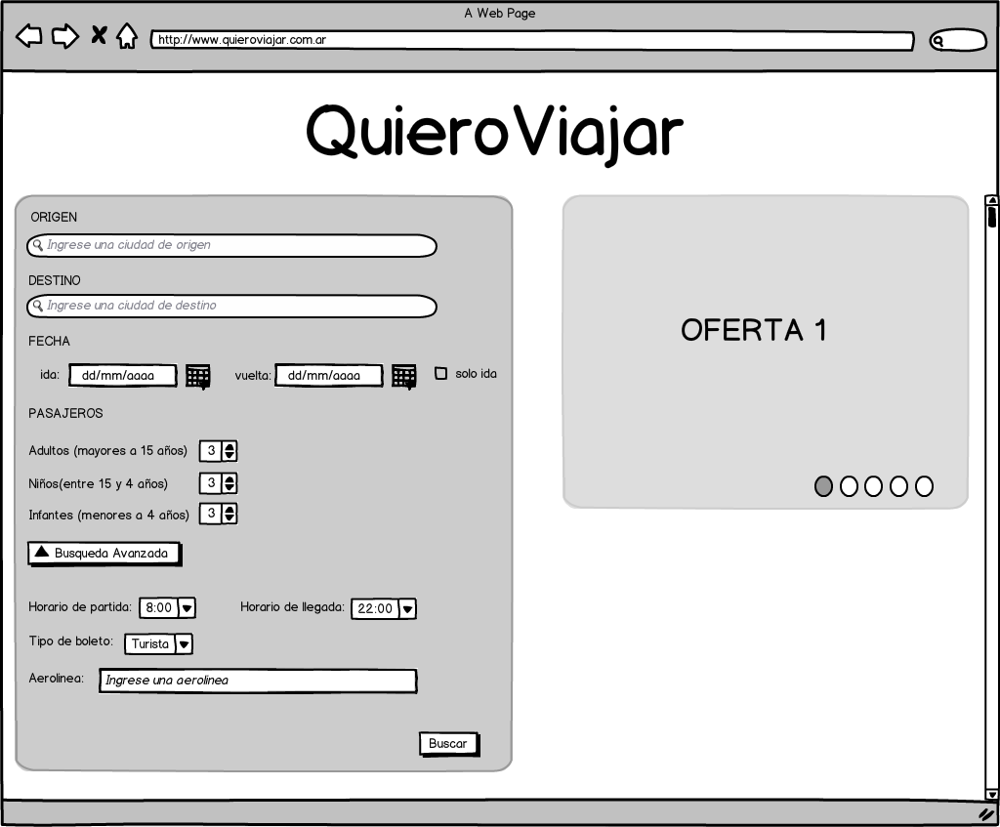 A Web Page
http://www.quieroviajar.com.ar
QuieroViajar
ORIGEN
Ingrese una ciudad de origen
DESTINO
Ingrese una ciudad de destino
FECHA
ida: dd/mm/aaaa vuelta: dd/mm/aaaa solo ida
PASAJEROS
Adultos (mayores a 15 años) 3
Niños(entre 15 y 4 años) 3
Infantes (menores a 4 años) 3
Busqueda Avanzada
Horario de partida: 8:00 Horario de llegada: 22:00
Tipo de boleto: Turista
Aerolinea: Ingrese una aerolinea
Buscar
OFERTA 1